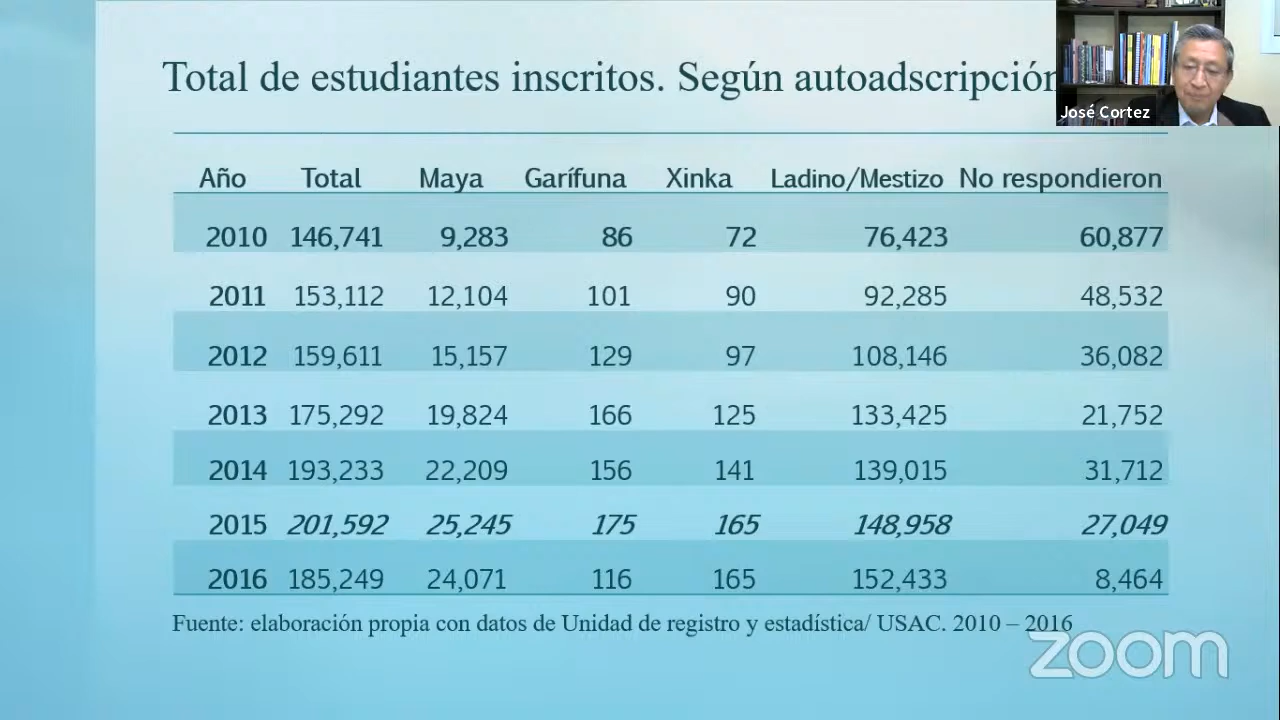 Total de estudiantes inscritos. Según autoadscripción
José Cortez
Año Total Maya Garífuna Xinka Ladino/Mestizo No respondieron
2010 146,741 9,283 86 72 76,423 60,877
2011 153,112 12,104 101 90 92,285 48,532
2012 159,611 15,157 129 97 108,146 36,082
2013 175,292 19,824 166 125 133,425 21,752
2014 193,233 22,209 156 141 139,015 31,712
2015 201,592 25,245 175 165 148,958 27,049
2016 185,249 24,071 116 165 152,433 8,464
Fuente: elaboración propia con datos de Unidad de registro y estadística/ USAC. 2010 – 2016
zoom